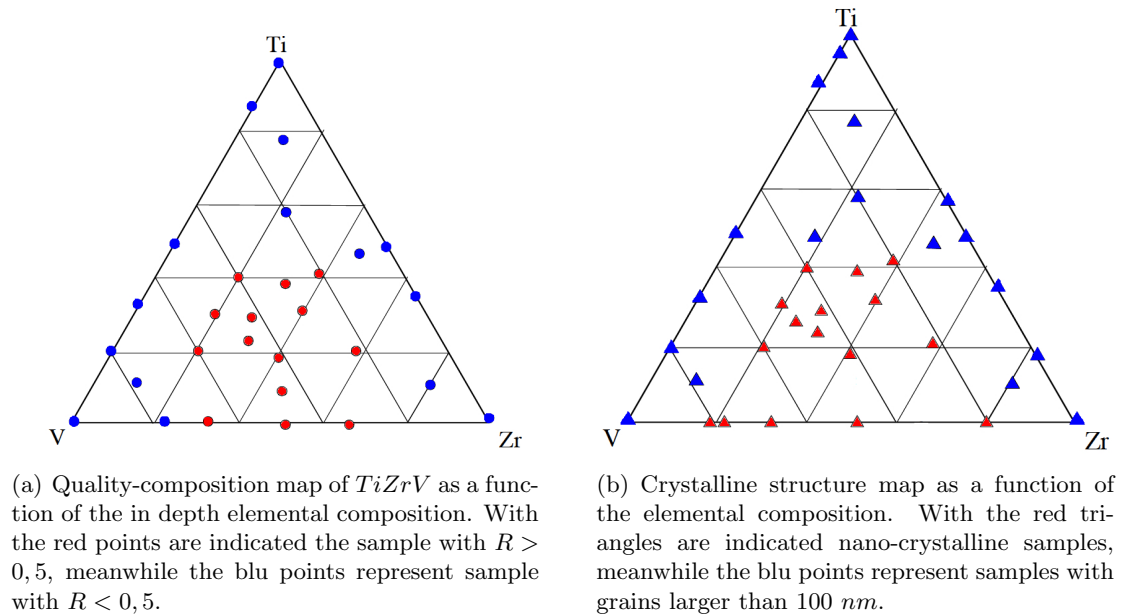 Ti
V
Zr
(a) Quality-composition map of TiZrV as a func-
tion of the in depth elemental composition. With
the red points are indicated the sample with R >
0, 5, meanwhile the blu points represent sample
with R < 0, 5.
Ti
V
Zr
(b) Crystalline structure map as a function of
the elemental composition. With the red tri-
angles are indicated nano-crystalline samples,
meanwhile the blu points represent samples with
grains larger than 100 nm.